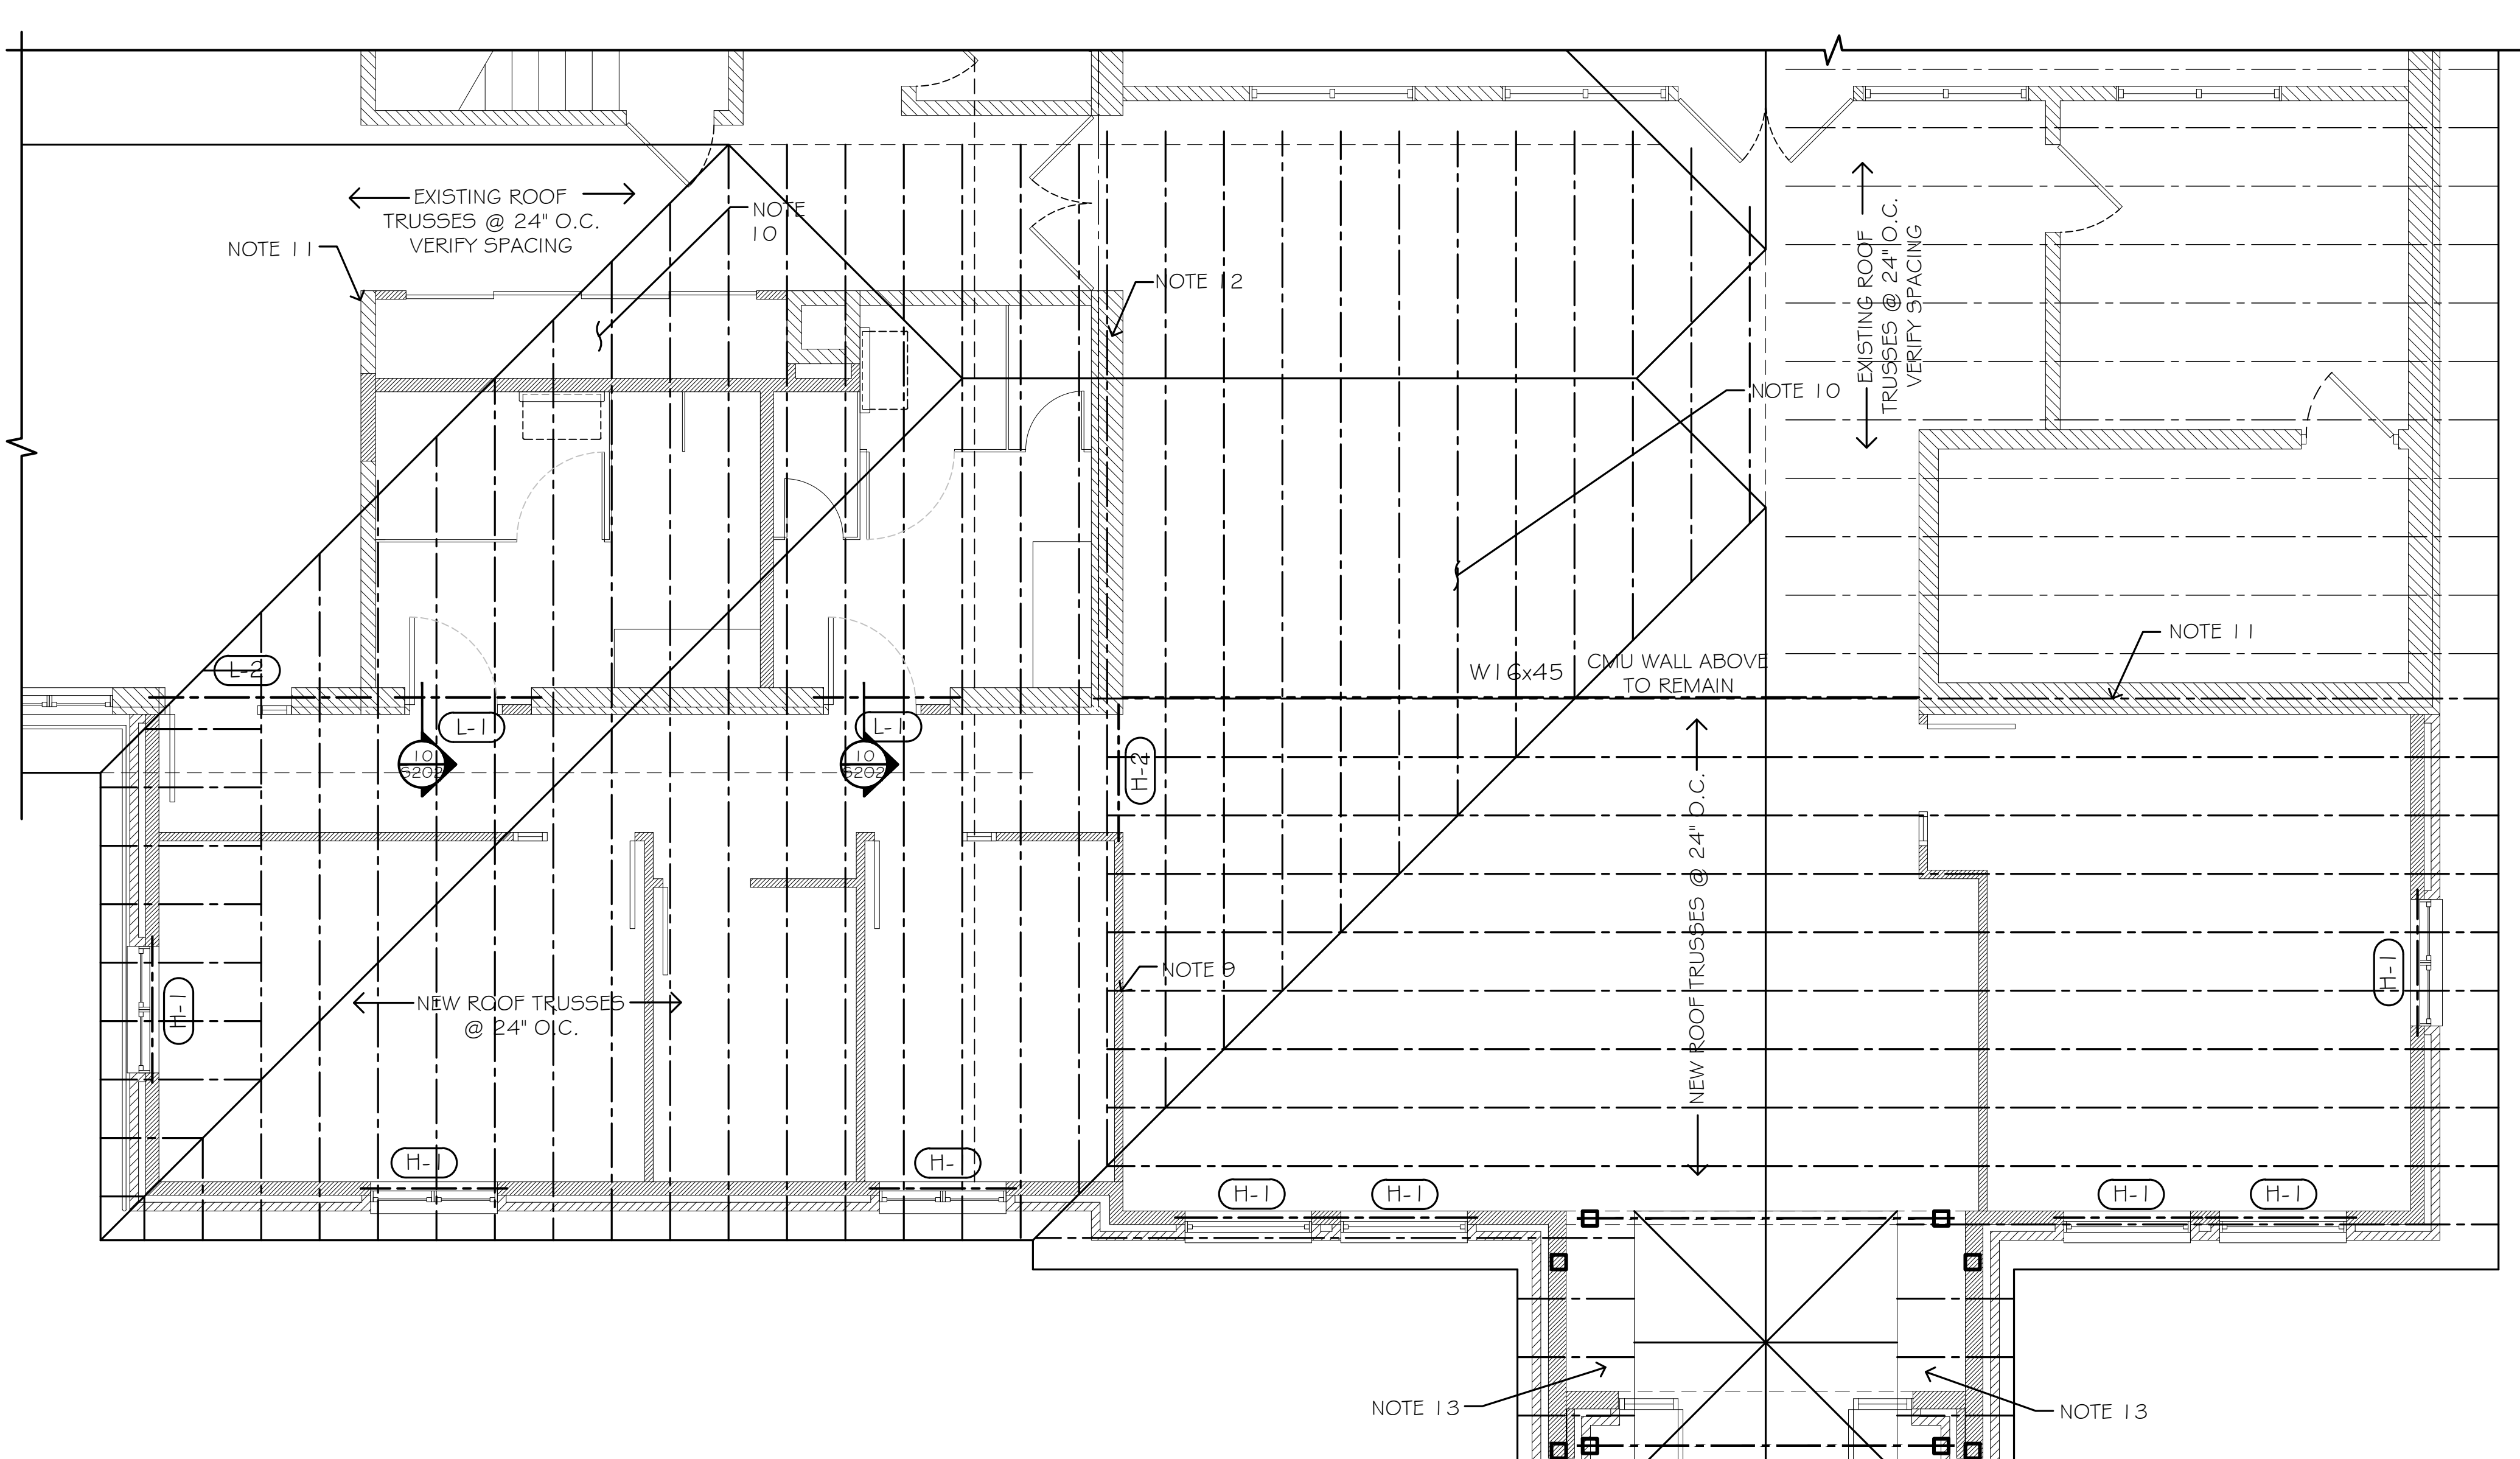 EXISTING ROOF
TRUSSES @ 24" O.C.
VERIFY SPACING
NOTE
10
NOTE 11
NOTE 12
EXISTING ROOF
TRUSSES @ 24" O.C.
VERIFY SPACING
NOTE 10
NOTE 11
L-2
W16x45
CMU WALL ABOVE
TO REMAIN
L-1
L-1
10
S202
10
S202
H-2
NEW ROOF TRUSSES @ 24" O.C.
NOTE 9
H-1
H-1
NEW ROOF TRUSSES
@ 24" O.C.
H-1
H-1
H-1
H-1
H-1
H-1
NOTE 13
NOTE 13